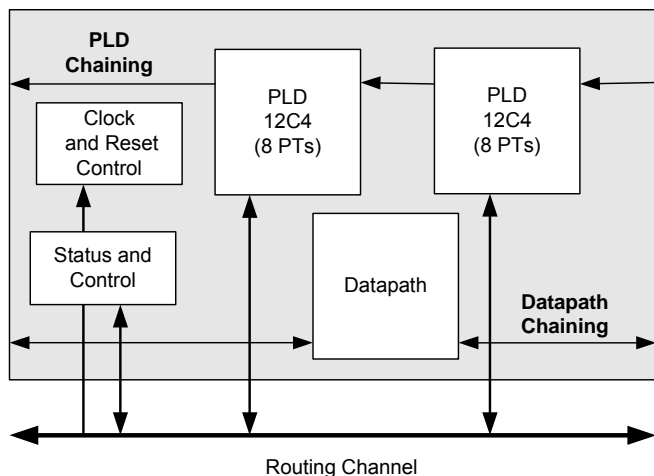 PLD
Chaining
PLD
12C4
(8 PTs)
PLD
12C4
(8 PTs)
Clock
and Reset
Control
Status and
Control
Datapath
Datapath
Chaining
Routing Channel